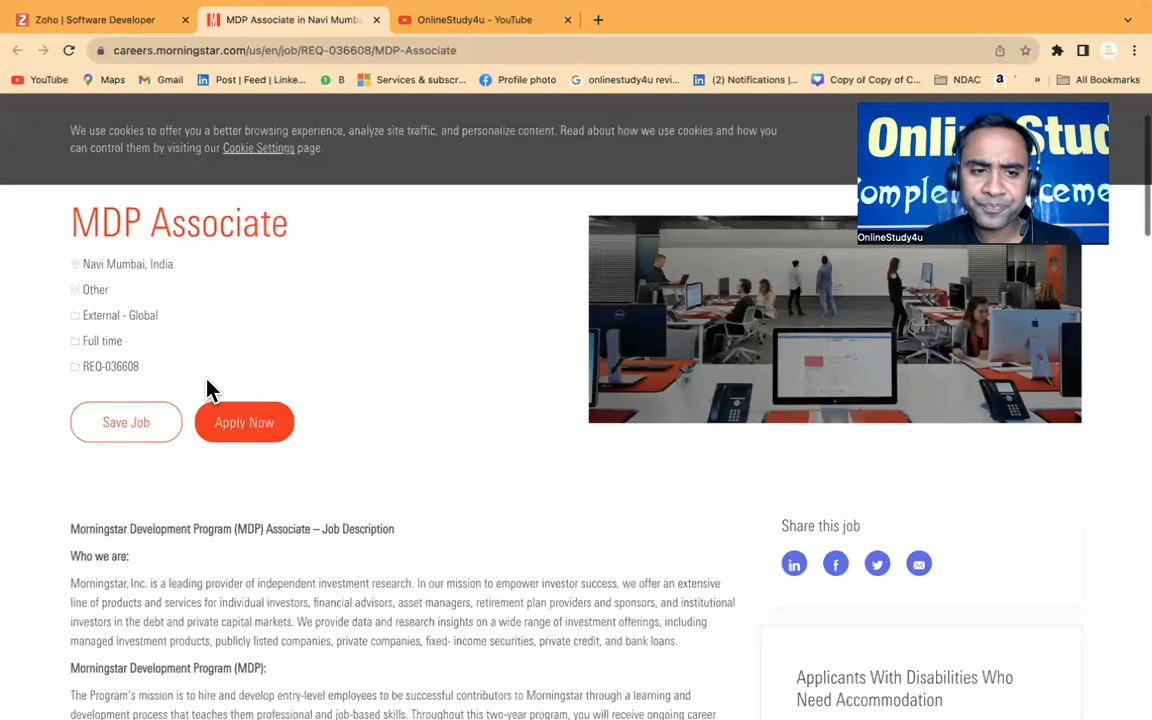 Zoho | Software Developer
MDP Associate in Navi Mumba
OnlineStudy4u - YouTube
careers.morningstar.com/us/en/job/REQ-036608/MDP-Associate
YouTube
Maps
Gmail
Post | Feed | Linke...
B
Services & subscr...
Profile photo
onlinestudy4u revi...
(2) Notifications |...
Copy of Copy of C...
NDAC
»
All Bookmarks
We use cookies to offer you a better browsing experience, analyze site traffic, and personalize content. Read about how we use cookies and how you
can control them by visiting our Cookie Settings page.
OnlineStudy4u
MDP Associate
Navi Mumbai, India
Other
External - Global
Full time
REQ-036608
Save Job
Apply Now
Morningstar Development Program (MDP) Associate – Job Description
Who we are:
Morningstar, Inc. is a leading provider of independent investment research. In our mission to empower investor success, we offer an extensive
line of products and services for individual investors, financial advisors, asset managers, retirement plan providers and sponsors, and institutional
investors in the debt and private capital markets. We provide data and research insights on a wide range of investment offerings, including
managed investment products, publicly listed companies, private companies, fixed- income securities, private credit, and bank loans.
Morningstar Development Program (MDP):
The Program's mission is to hire and develop entry-level employees to be successful contributors to Morningstar through a learning and
development process that teaches them professional and job-based skills. Throughout this two-year program, you will receive ongoing career
Share this job
Applicants With Disabilities Who
Need Accommodation